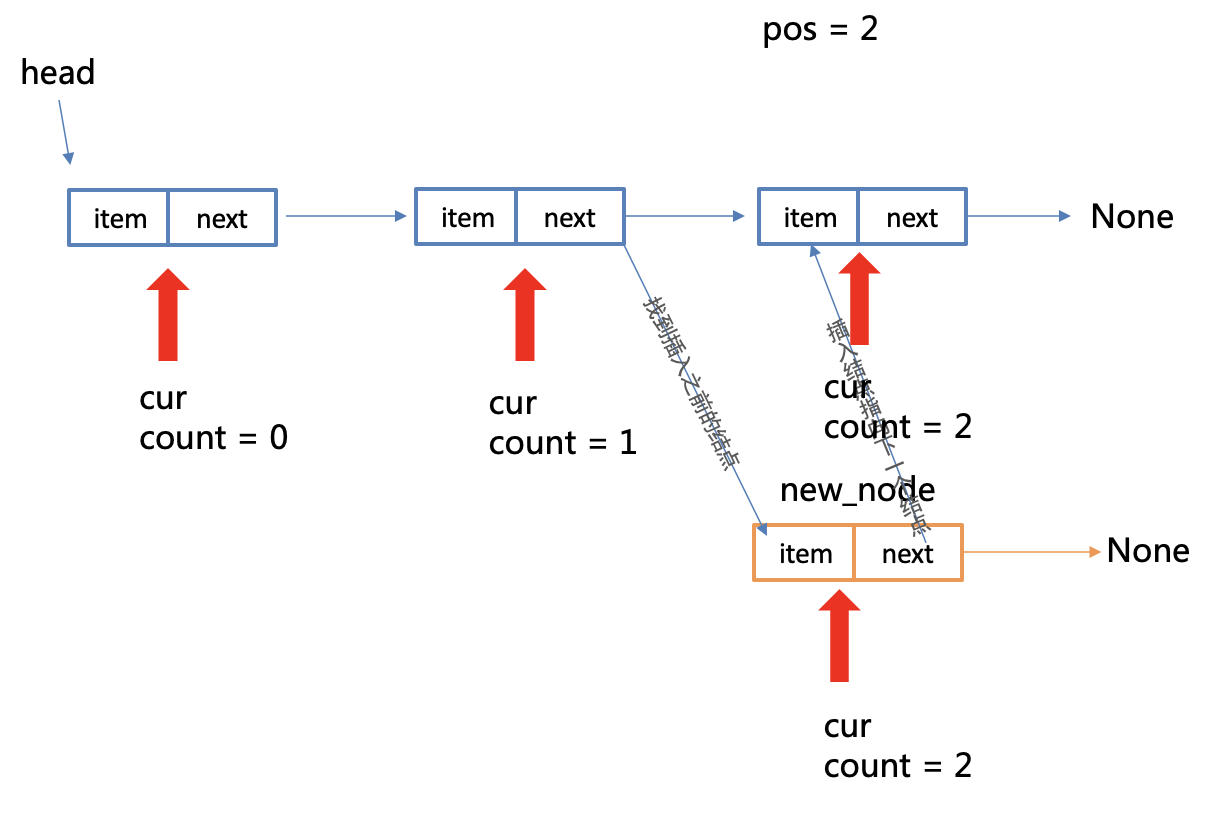 pos = 2
head
item
next
item
next
item
next
None
cur
count = 0
cur
count = 1
找到插入之前的结点
cur
count = 2
new_node
item
next
None
cur
count = 2